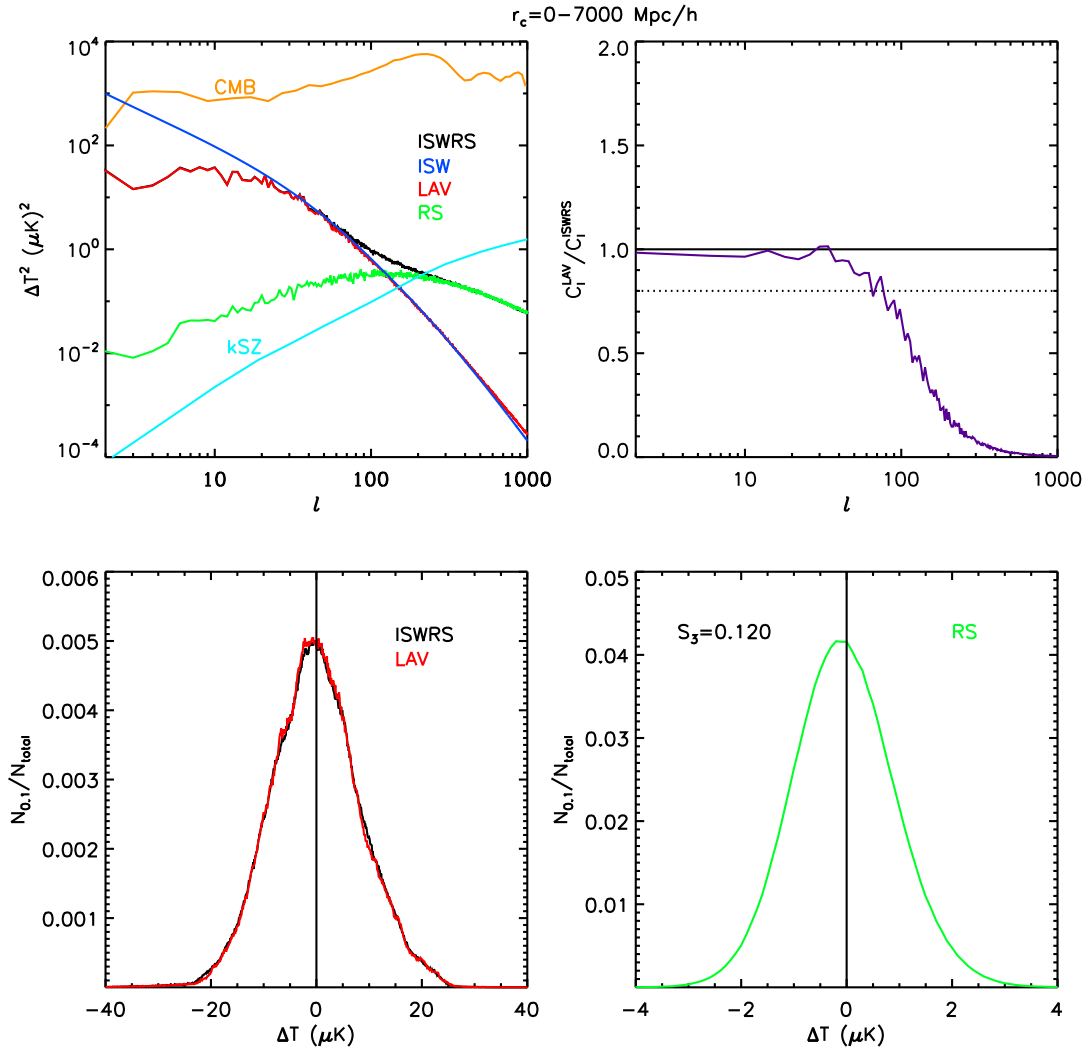 r_c=0-7000 Mpc/h
10^4
10^2
10^0
10^-2
10^-4
ΔT^2 (μK)^2
CMB
ISWRS
ISW
LAV
RS
kSZ
10
100
1000
l
2.0
1.5
1.0
0.5
0.0
C_l^LAV/C_l^ISWRS
10
100
1000
l
0.006
0.005
0.004
0.003
0.002
0.001
N_0.1/N_total
ISWRS
LAV
-40
-20
0
20
40
ΔT (μK)
0.05
0.04
0.03
0.02
0.01
N_0.1/N_total
S_3=0.120
RS
-4
-2
0
2
4
ΔT (μK)